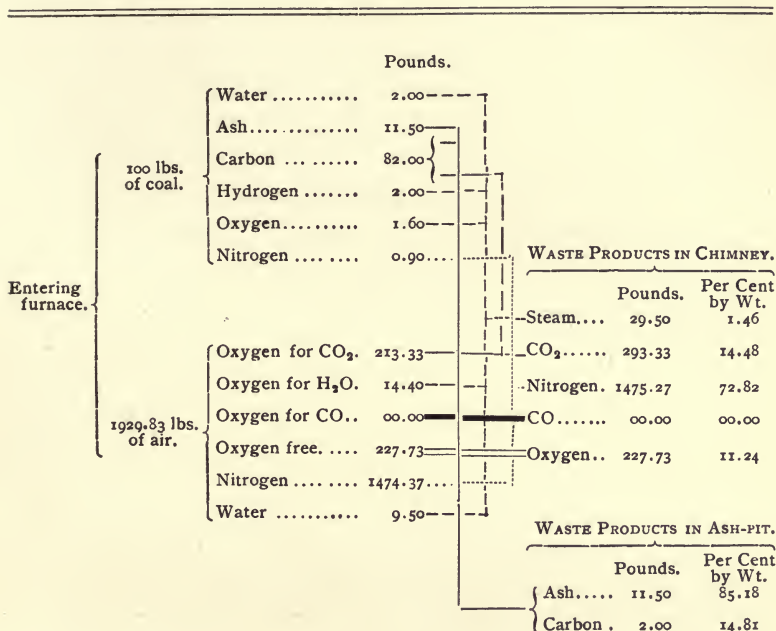 Pounds.
Water ........... 2.00
Ash............ 11.50
100 lbs. of coal.
Carbon ... ...... 82.00
Hydrogen ....... 2.00
Oxygen.......... 1.60
Nitrogen ........ 0.90....
Entering furnace.
WASTE PRODUCTS IN CHIMNEY.
Pounds. Per Cent by Wt.
Steam.... 29.50 1.46
CO₂...... 293.33 14.48
Nitrogen. 1475.27 72.82
CO....... 00.00 00.00
Oxygen.. 227.73 11.24
1929.83 lbs. of air.
Oxygen for CO₂. 213.33
Oxygen for H₂O. 14.40
Oxygen for CO.. 00.00
Oxygen free. .... 227.73
Nitrogen ........ 1474.37....
Water ........... 9.50
WASTE PRODUCTS IN ASH-PIT.
Pounds. Per Cent by Wt.
Ash..... 11.50 85.18
Carbon . 2.00 14.81